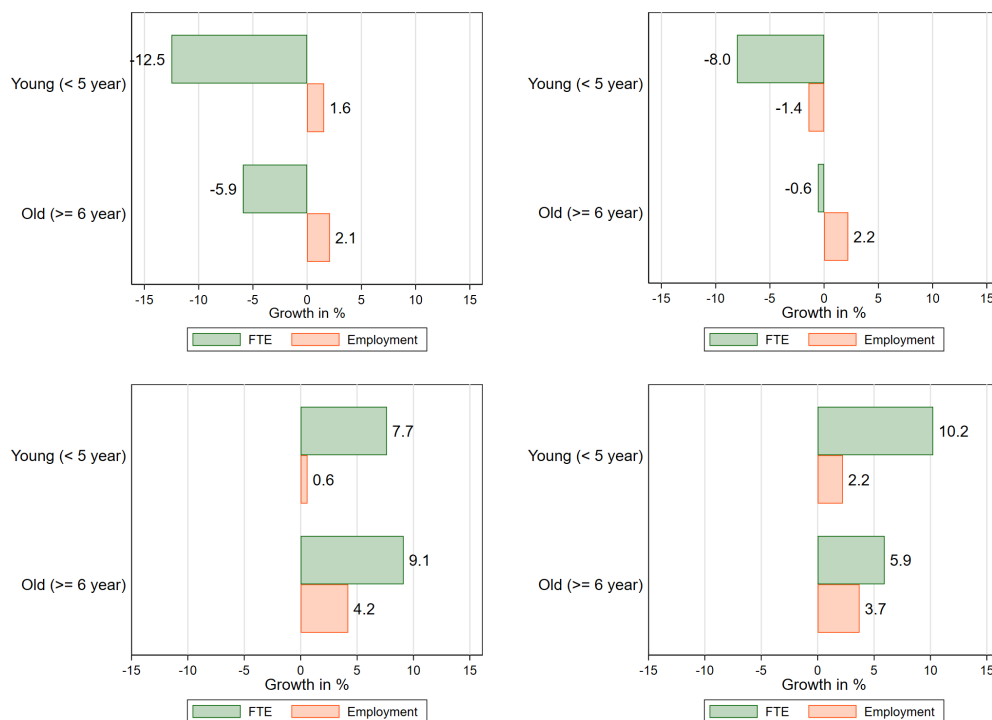 -12.5
Young (< 5 year)
1.6
-5.9
Old (>= 6 year)
2.1
-15 -10 -5 0 5 10 15
Growth in %
FTE Employment
-8.0
Young (< 5 year)
-1.4
-0.6
Old (>= 6 year)
2.2
-15 -10 -5 0 5 10 15
Growth in %
FTE Employment
7.7
Young (< 5 year)
0.6
9.1
Old (>= 6 year)
4.2
-15 -10 -5 0 5 10 15
Growth in %
FTE Employment
10.2
Young (< 5 year)
2.2
5.9
Old (>= 6 year)
3.7
-15 -10 -5 0 5 10 15
Growth in %
FTE Employment